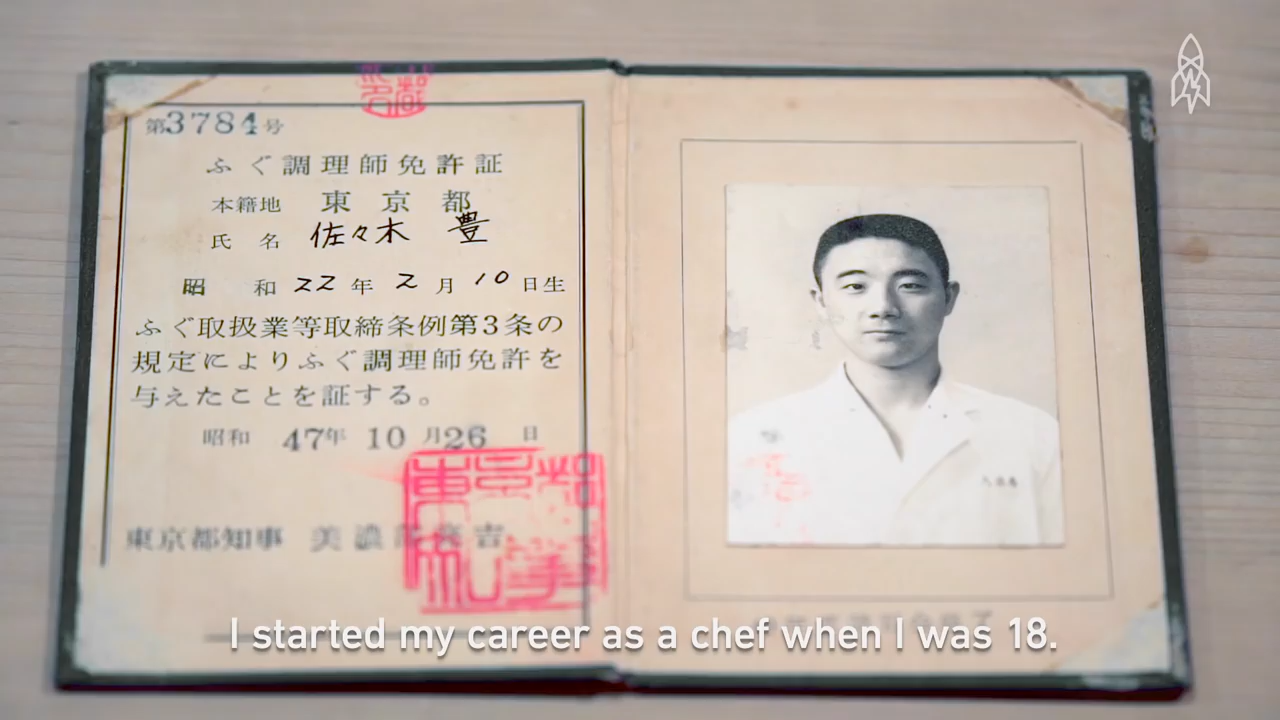 第3784号
ふぐ調理師免許証
本籍地 東京都
氏名 佐々木 豊
昭和22年2月10日生
ふぐ取扱業等取締条例第3条の
規定によりふぐ調理師免許を
与えたことを証する。
昭和 47年 10月26日
東京都知事 美濃部亮吉
I started my career as a chef when I was 18.